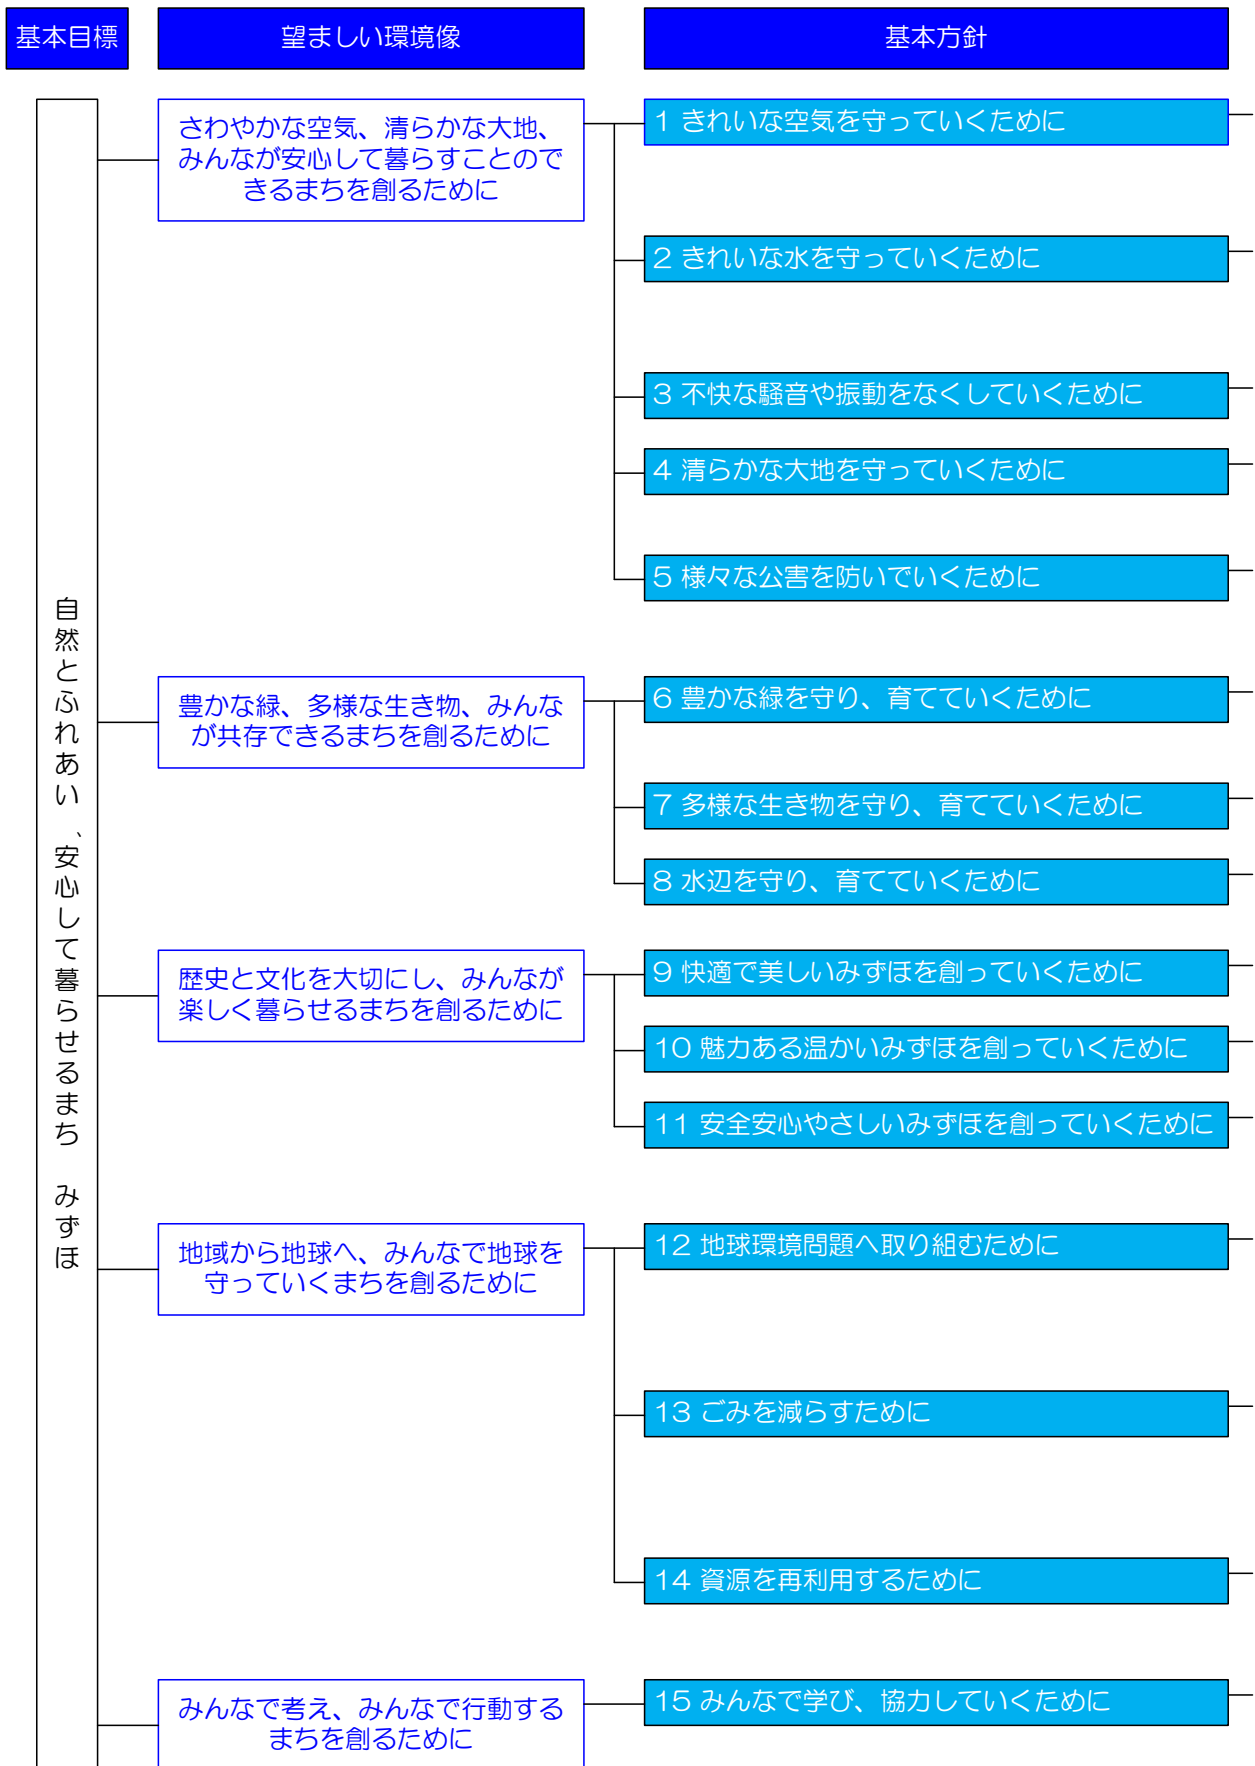 基本目標
望ましい環境像
基本方針
自然とふれあい、安心して暮らせるまち　みずほ
さわやかな空気、清らかな大地、
みんなが安心して暮らすことので
きるまちを創るために
1 きれいな空気を守っていくために
2 きれいな水を守っていくために
3 不快な騒音や振動をなくしていくために
4 清らかな大地を守っていくために
5 様々な公害を防いでいくために
豊かな緑、多様な生き物、みんな
が共存できるまちを創るために
6 豊かな緑を守り、育てていくために
7 多様な生き物を守り、育てていくために
8 水辺を守り、育てていくために
歴史と文化を大切にし、みんなが
楽しく暮らせるまちを創るために
9 快適で美しいみずほを創っていくために
10 魅力ある温かいみずほを創っていくために
11 安全安心やさしいみずほを創っていくために
地域から地球へ、みんなで地球を
守っていくまちを創るために
12 地球環境問題へ取り組むために
13 ごみを減らすために
14 資源を再利用するために
みんなで考え、みんなで行動する
まちを創るために
15 みんなで学び、協力していくために